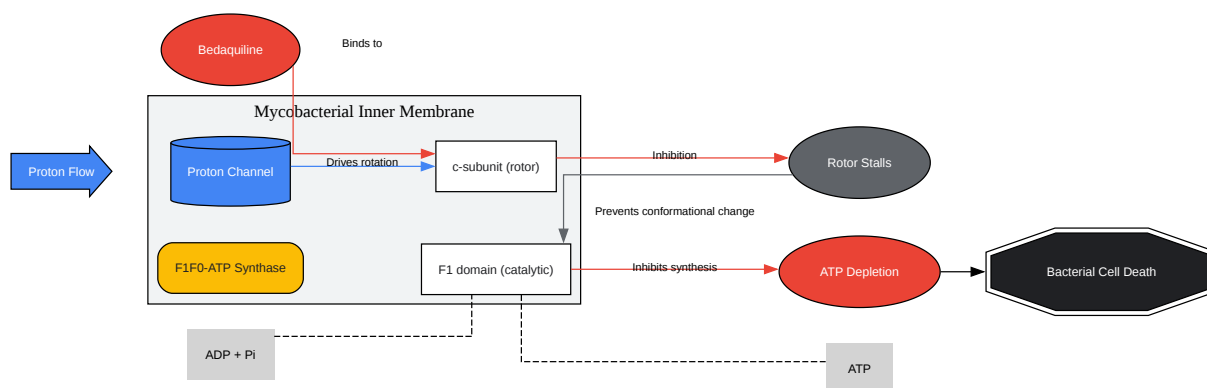 Bedaquiline
Binds to
Mycobacterial Inner Membrane
Proton Flow
Proton Channel
Drives rotation
c-subunit (rotor)
Inhibition
Rotor Stalls
Prevents conformational change
F1F0-ATP Synthase
F1 domain (catalytic)
Inhibits synthesis
ATP Depletion
Bacterial Cell Death
ADP + Pi
ATP